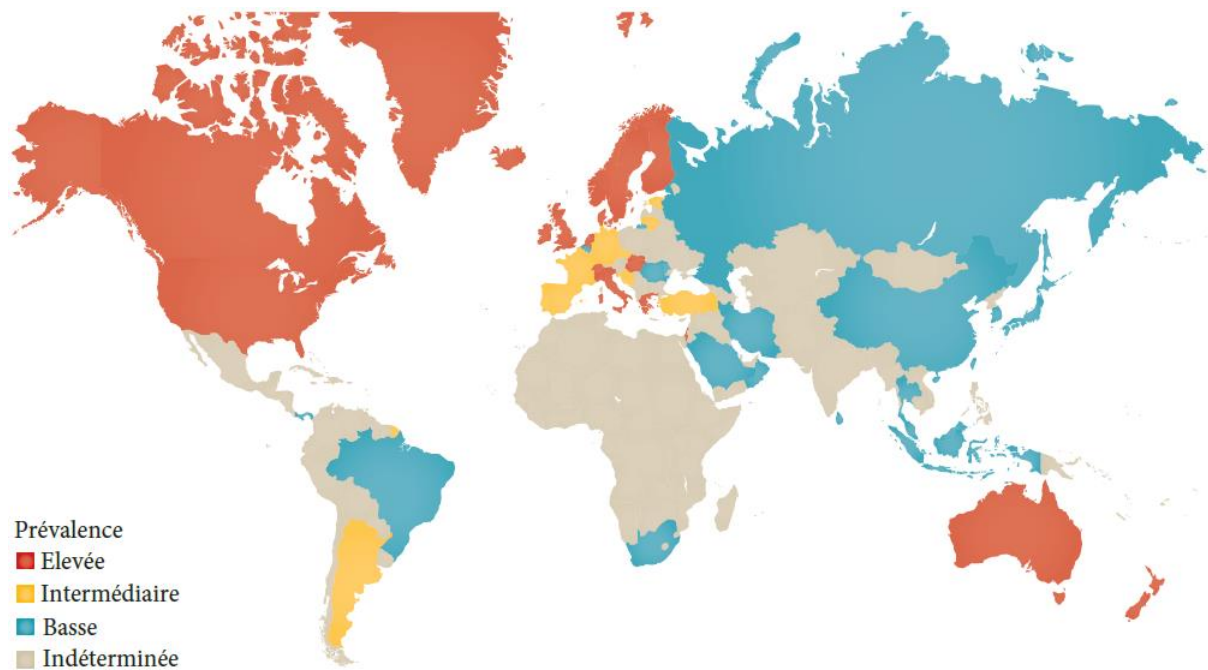 Prévalence
Elevée
Intermédiaire
Basse
Indéterminée